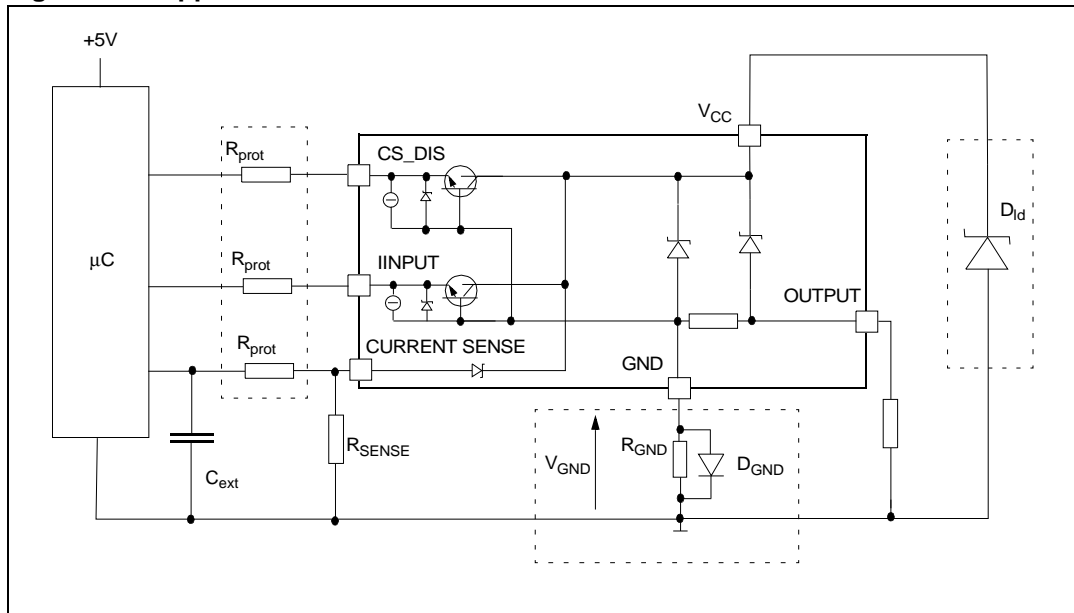 +5V
V_CC
R_prot
CS_DIS
D_ld
μC
R_prot
IINPUT
OUTPUT
R_prot
CURRENT SENSE
GND
R_SENSE
R_GND
V_GND
D_GND
C_ext